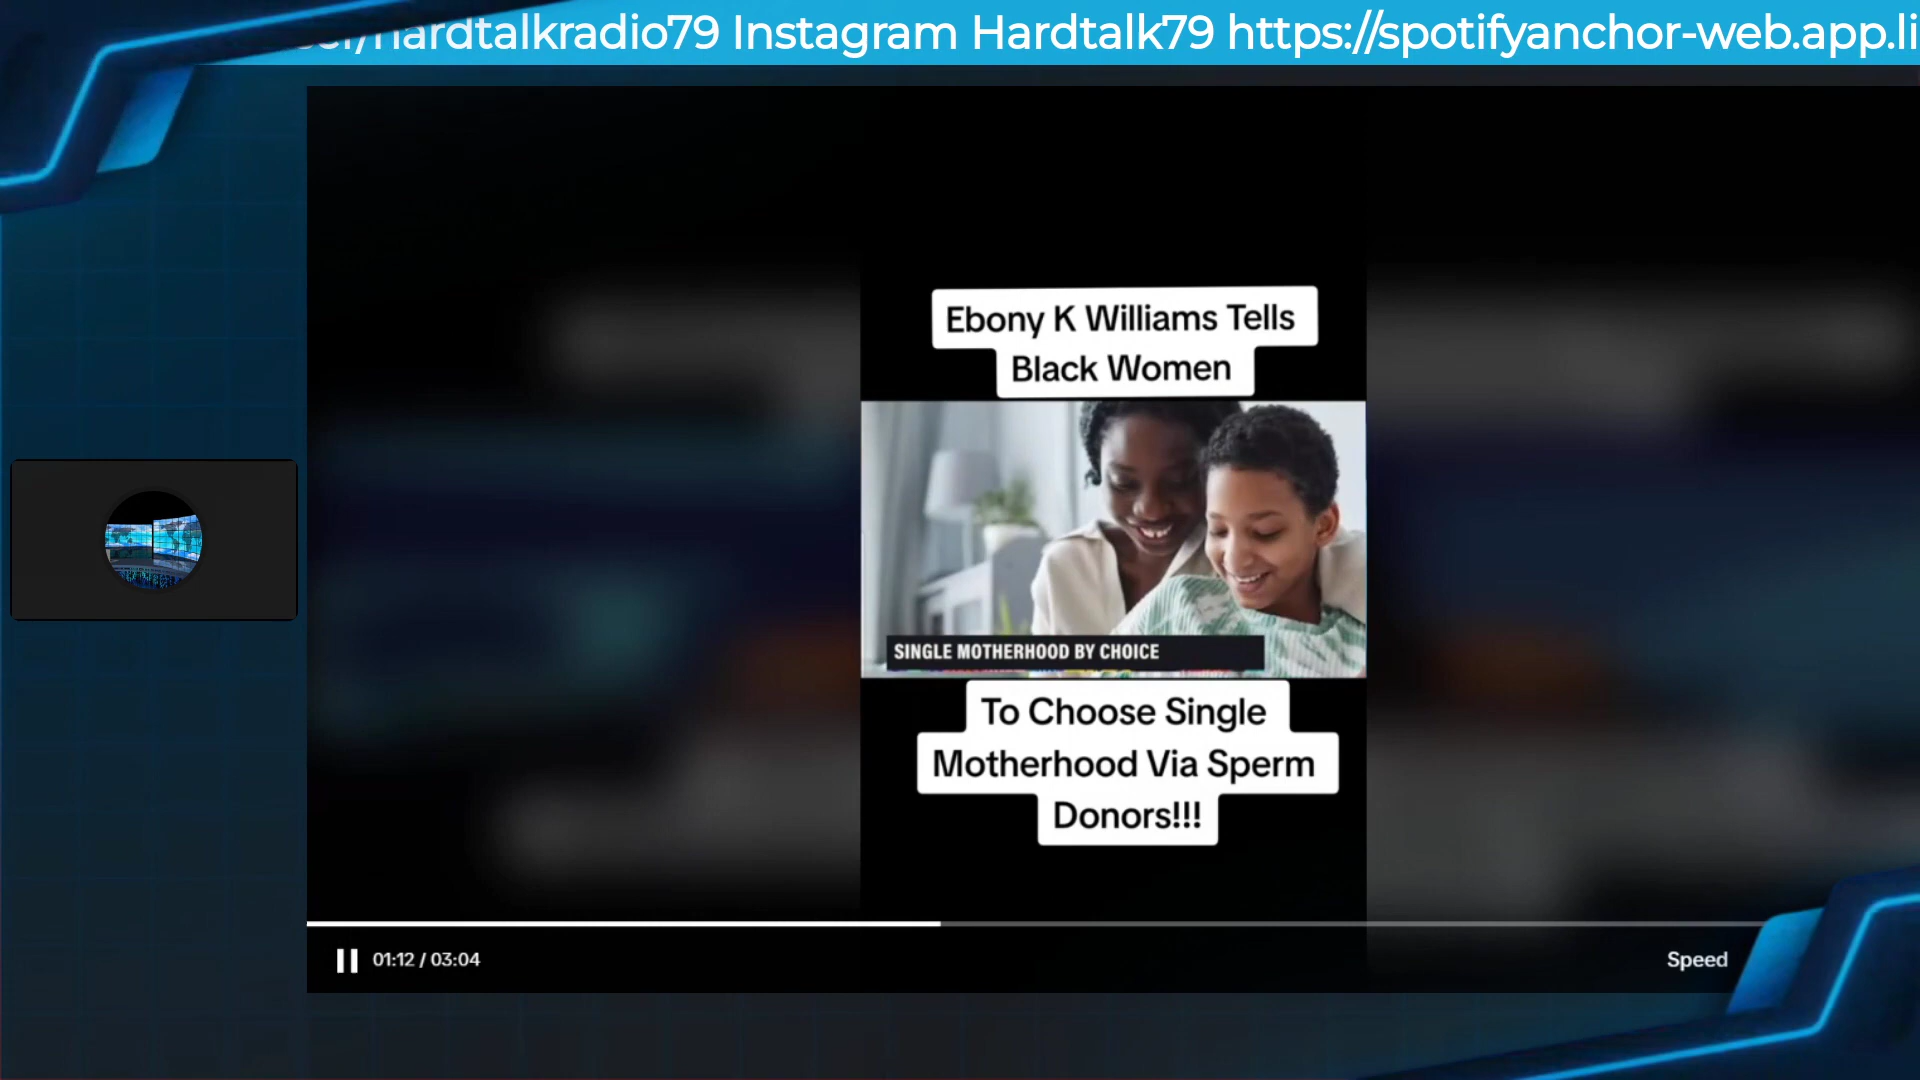 /hardtalkradio79 Instagram Hardtalk79 https://spotifyanchor-web.app.li
Ebony K Williams Tells
Black Women
SINGLE MOTHERHOOD BY CHOICE
To Choose Single
Motherhood Via Sperm
Donors!!!
01:12 / 03:04
Speed